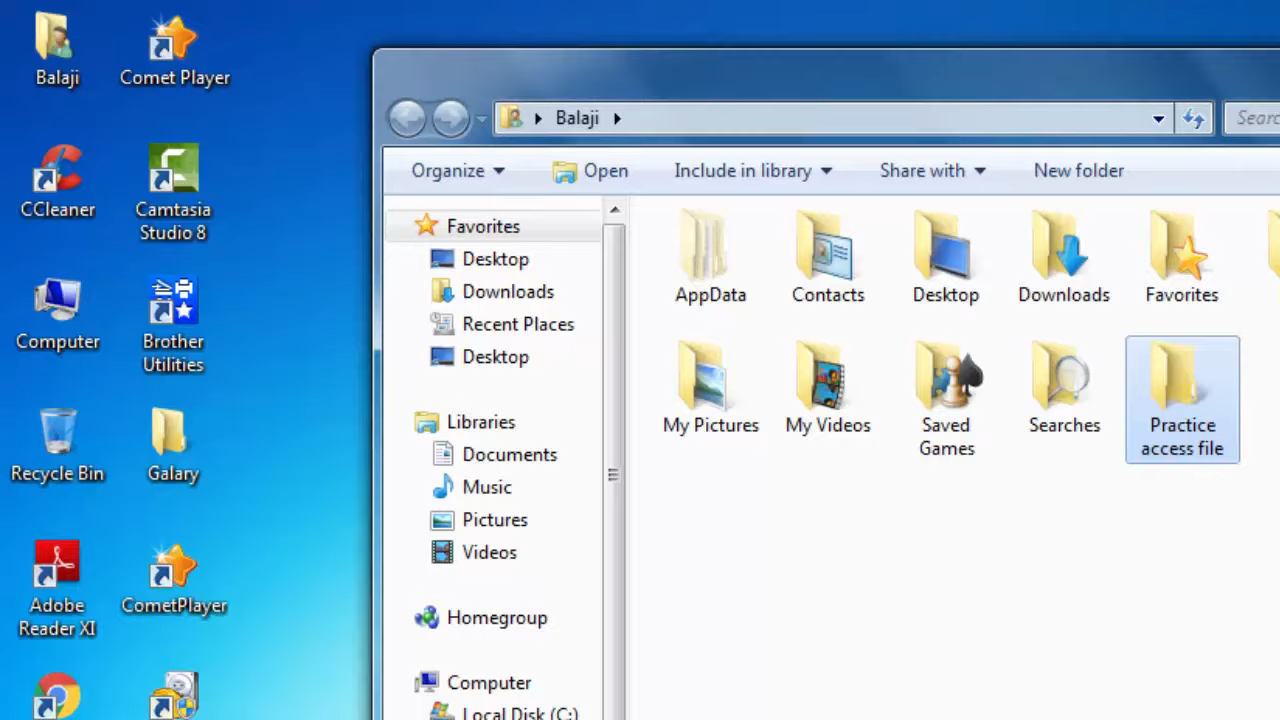 Balaji
Comet Player
CCleaner
Camtasia
Studio 8
Computer
Brother
Utilities
Recycle Bin
Galary
Adobe
Reader XI
CometPlayer
Balaji
Organize
Open
Include in library
Share with
New folder
Favorites
Desktop
Downloads
Recent Places
Desktop
Libraries
Documents
Music
Pictures
Videos
Homegroup
Computer
Local Disk (C:)
AppData
Contacts
Desktop
Downloads
Favorites
My Pictures
My Videos
Saved
Games
Searches
Practice
access file